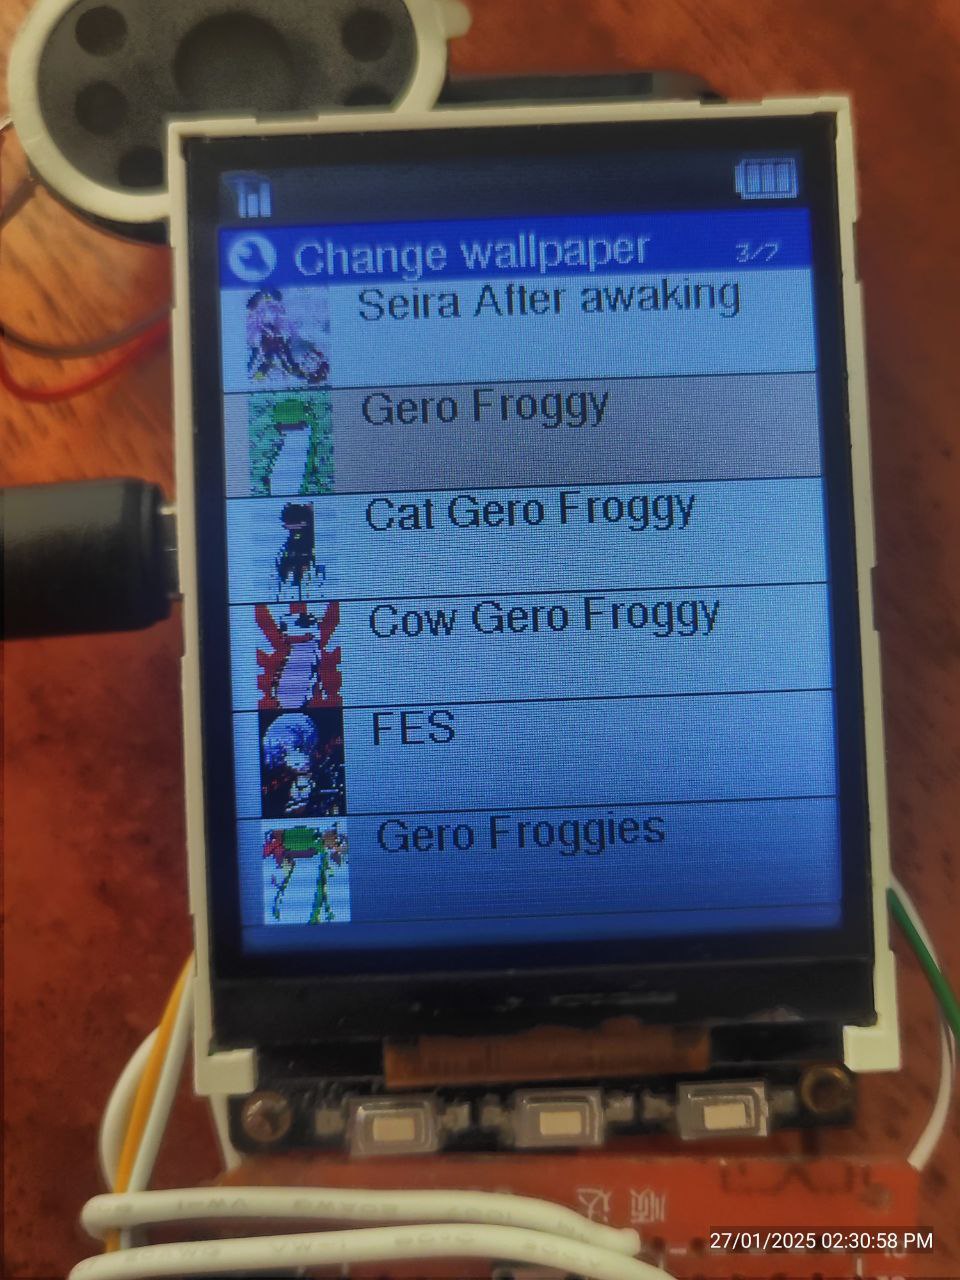 Change wallpaper 3/7
Seira After awaking
Gero Froggy
Cat Gero Froggy
Cow Gero Froggy
FES
Gero Froggies
27/01/2025 02:30:58 PM